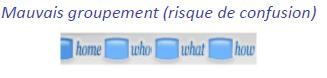 Mauvais groupement (risque de confusion)
home who what how